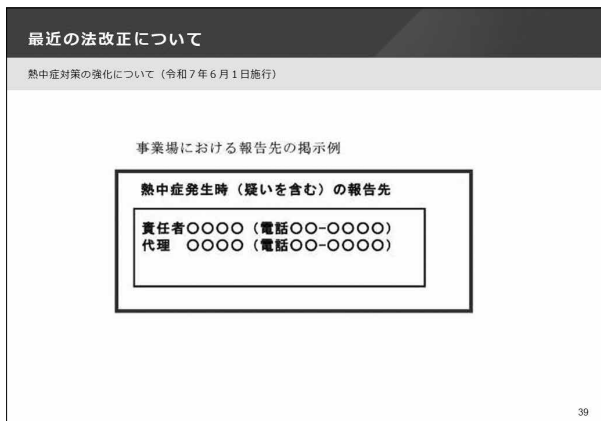 最近の法改正について
熱中症対策の強化について（令和７年６月１日施行）
事業場における報告先の掲示例
熱中症発生時（疑いを含む）の報告先
責任者〇〇〇〇（電話〇〇-〇〇〇〇）
代理　〇〇〇〇（電話〇〇-〇〇〇〇）
39